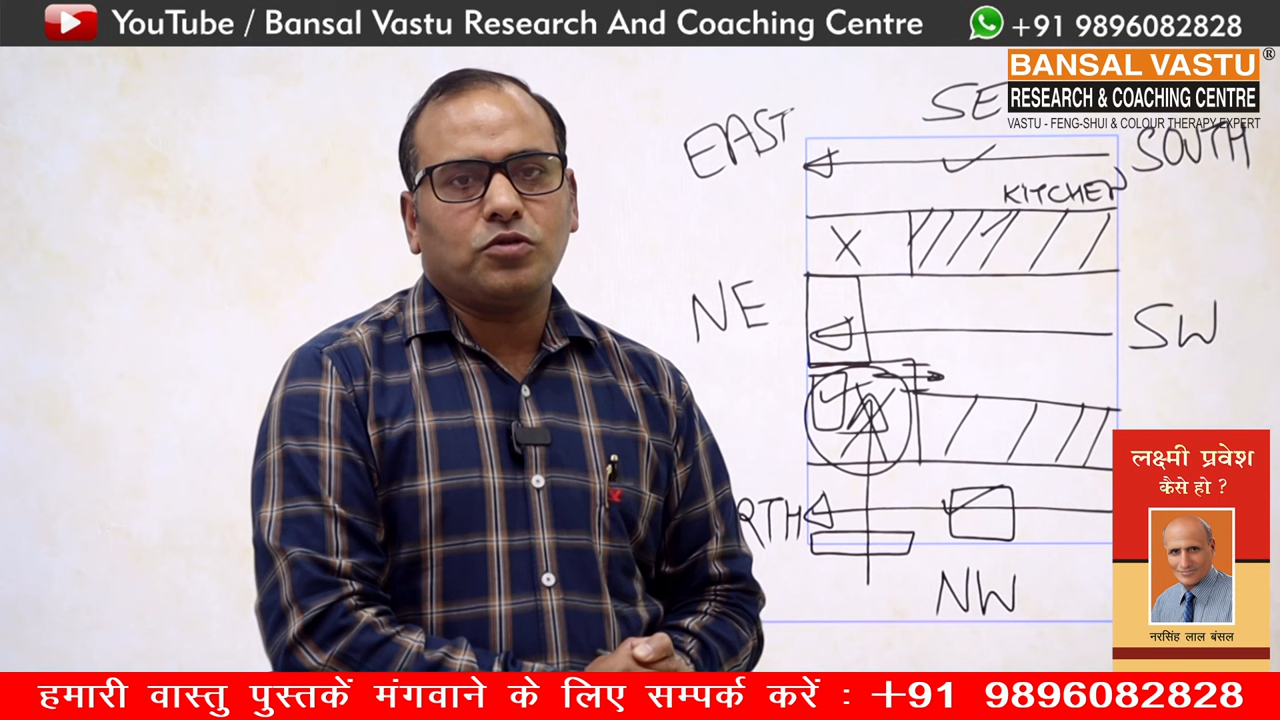 YouTube / Bansal Vastu Research And Coaching Centre
+91 9896082828
BANSAL VASTU®
RESEARCH & COACHING CENTRE
VASTU - FENG-SHUI & COLOUR THERAPY EXPERT
SE
EAST
SOUTH
KITCHEN
X
NE
SW
RTH
NW
लक्ष्मी प्रवेश
कैसे हो ?
नरसिंह लाल बंसल
हमारी वास्तु पुस्तकें मंगवाने के लिए सम्पर्क करें : +91 9896082828